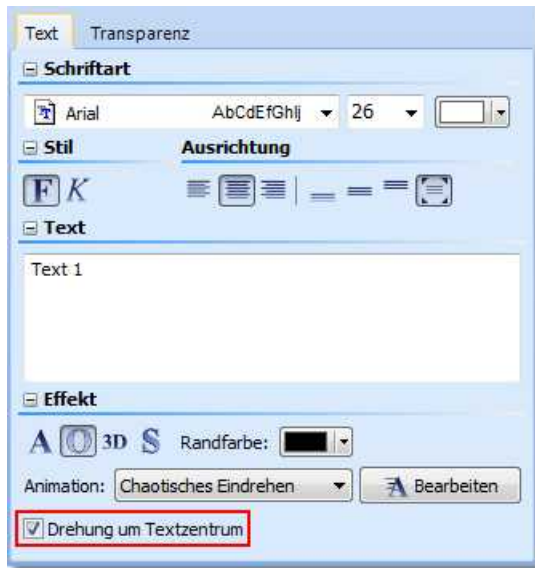 Text Transparenz
Schriftart
Arial AbCdEfGhIj 26
Stil Ausrichtung
F K
Text
Text 1
Effekt
A O 3D S Randfarbe:
Animation: Chaotisches Eindrehen A Bearbeiten
Drehung um Textzentrum